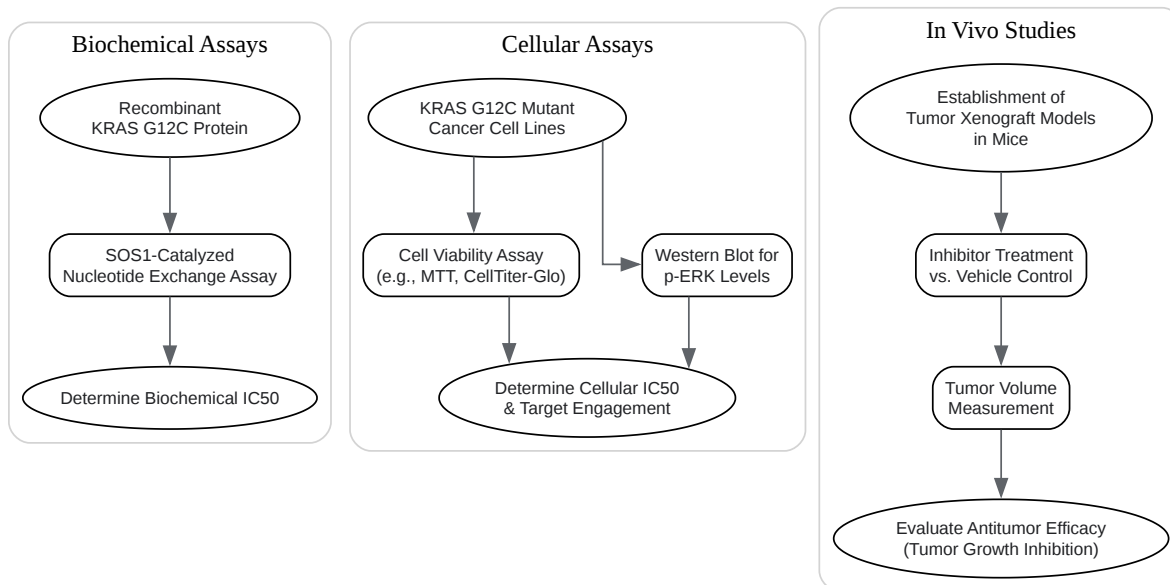 Biochemical Assays
Recombinant
KRAS G12C Protein
SOS1-Catalyzed
Nucleotide Exchange Assay
Determine Biochemical IC50
Cellular Assays
KRAS G12C Mutant
Cancer Cell Lines
Cell Viability Assay
(e.g., MTT, CellTiter-Glo)
Western Blot for
p-ERK Levels
Determine Cellular IC50
& Target Engagement
In Vivo Studies
Establishment of
Tumor Xenograft Models
in Mice
Inhibitor Treatment
vs. Vehicle Control
Tumor Volume
Measurement
Evaluate Antitumor Efficacy
(Tumor Growth Inhibition)